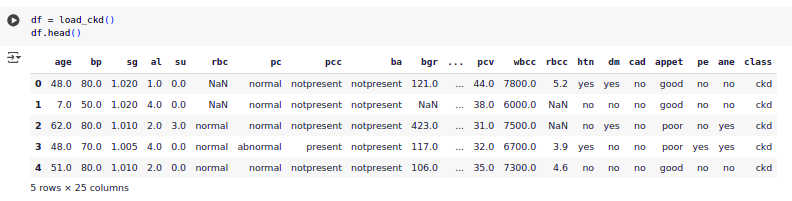 df = load_ckd()
df.head()
age bp sg al su rbc pc pcc ba bgr ... pcv wbcc rbcc htn dm cad appet pe ane class
0 48.0 80.0 1.020 1.0 0.0 NaN normal notpresent notpresent 121.0 ... 44.0 7800.0 5.2 yes yes no good no no ckd
1 7.0 50.0 1.020 4.0 0.0 NaN normal notpresent notpresent NaN ... 38.0 6000.0 NaN no no no good no no ckd
2 62.0 80.0 1.010 2.0 3.0 normal normal notpresent notpresent 423.0 ... 31.0 7500.0 NaN no yes no poor no yes ckd
3 48.0 70.0 1.005 4.0 0.0 normal abnormal present notpresent 117.0 ... 32.0 6700.0 3.9 yes no no poor yes yes ckd
4 51.0 80.0 1.010 2.0 0.0 normal normal notpresent notpresent 106.0 ... 35.0 7300.0 4.6 no no no good no no ckd
5 rows × 25 columns